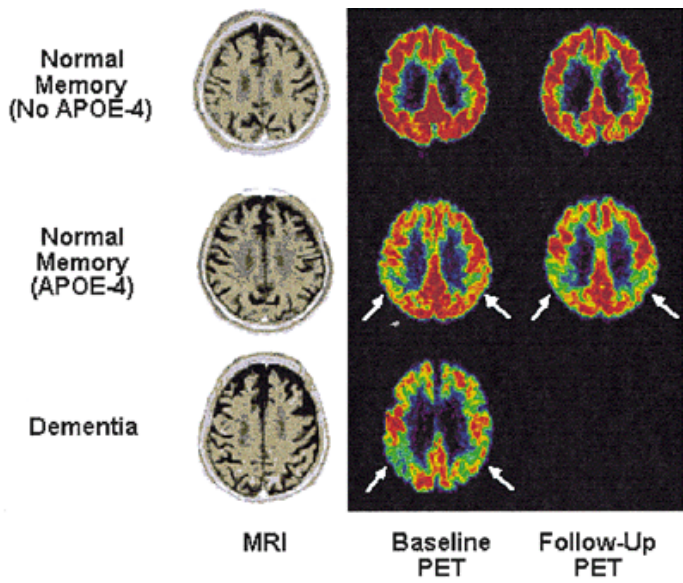 Normal
Memory
(No APOE-4)
Normal
Memory
(APOE-4)
Dementia
MRI
Baseline
PET
Follow-Up
PET